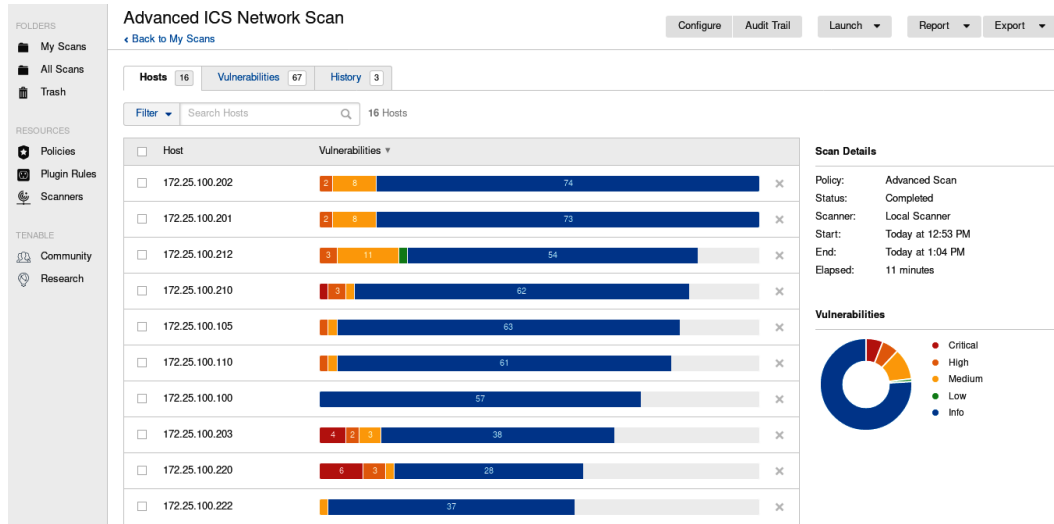 FOLDERS
My Scans
All Scans
Trash
RESOURCES
Policies
Plugin Rules
Scanners
TENABLE
Community
Research
Advanced ICS Network Scan
‹ Back to My Scans
Configure Audit Trail Launch Report Export
Hosts 16 Vulnerabilities 67 History 3
Filter Search Hosts 16 Hosts
Host Vulnerabilities
172.25.100.202 2 8 74
172.25.100.201 2 8 73
172.25.100.212 3 11 54
172.25.100.210 3 62
172.25.100.105 63
172.25.100.110 61
172.25.100.100 57
172.25.100.203 4 2 3 38
172.25.100.220 6 3 28
172.25.100.222 37
Scan Details
Policy: Advanced Scan
Status: Completed
Scanner: Local Scanner
Start: Today at 12:53 PM
End: Today at 1:04 PM
Elapsed: 11 minutes
Vulnerabilities
Critical
High
Medium
Low
Info